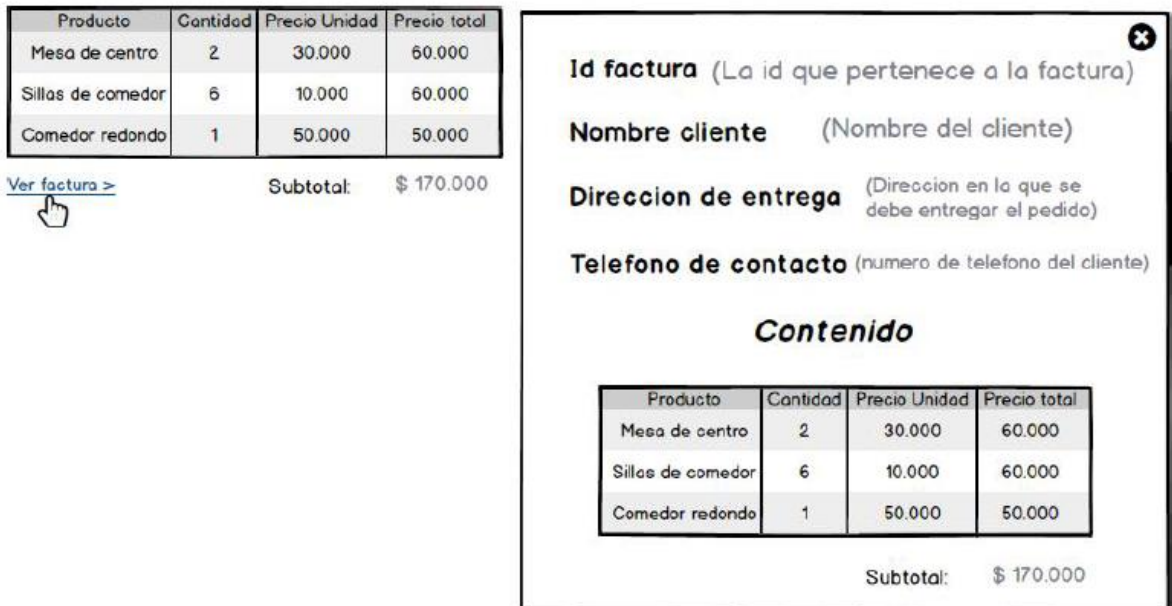 Producto Cantidad Precio Unidad Precio total
Mesa de centro 2 30.000 60.000
Sillas de comedor 6 10.000 60.000
Comedor redondo 1 50.000 50.000
Ver factura >
Subtotal: $ 170.000
Id factura (La id que pertenece a la factura)
Nombre cliente (Nombre del cliente)
Direccion de entrega (Direccion en la que se
debe entregar el pedido)
Telefono de contacto (numero de telefono del cliente)
Contenido
Producto Cantidad Precio Unidad Precio total
Mesa de centro 2 30.000 60.000
Sillas de comedor 6 10.000 60.000
Comedor redondo 1 50.000 50.000
Subtotal: $ 170.000